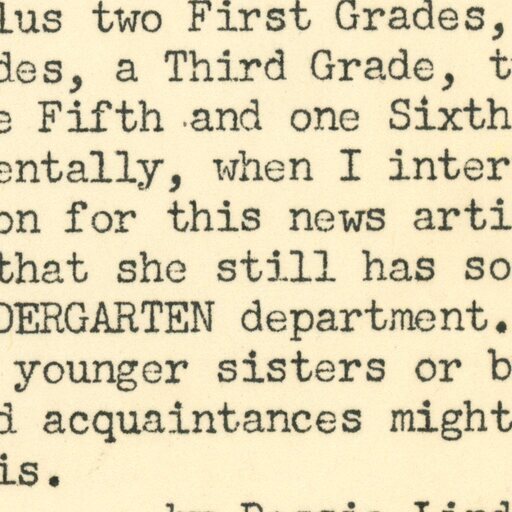 lus two First Grades,
des, a Third Grade, t
e Fifth and one Sixth
entally, when I inter
on for this news arti
that she still has so
DERGARTEN department.
younger sisters or b
d acquaintances might
is.